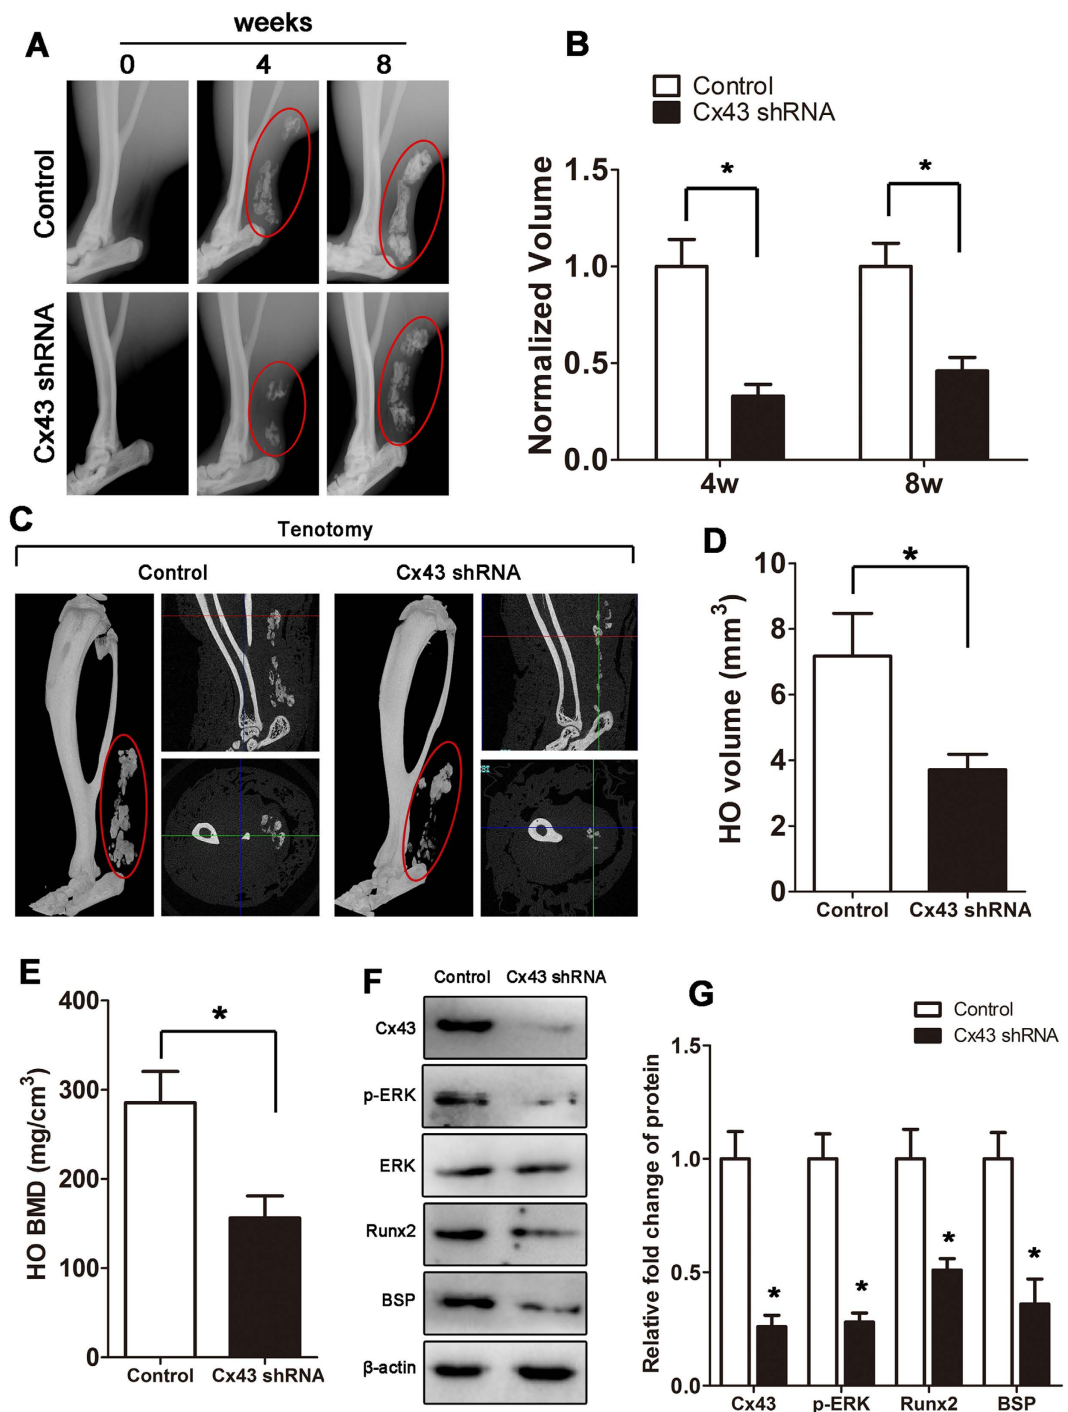 A
weeks
0 4 8
Control
Cx43 shRNA
B
Control
Cx43 shRNA
Normalized Volume
1.5
1.0
0.5
0.0
* *
4w 8w
C
Tenotomy
Control Cx43 shRNA
D
HO volume (mm3)
10
8
6
4
2
0
*
Control Cx43 shRNA
E
HO BMD (mg/cm3)
400
300
200
100
0
*
Control Cx43 shRNA
F
Control Cx43 shRNA
Cx43
p-ERK
ERK
Runx2
BSP
β-actin
G
Control
Cx43 shRNA
Relative fold change of protein
1.5
1.0
0.5
0.0
* * * *
Cx43 p-ERK Runx2 BSP